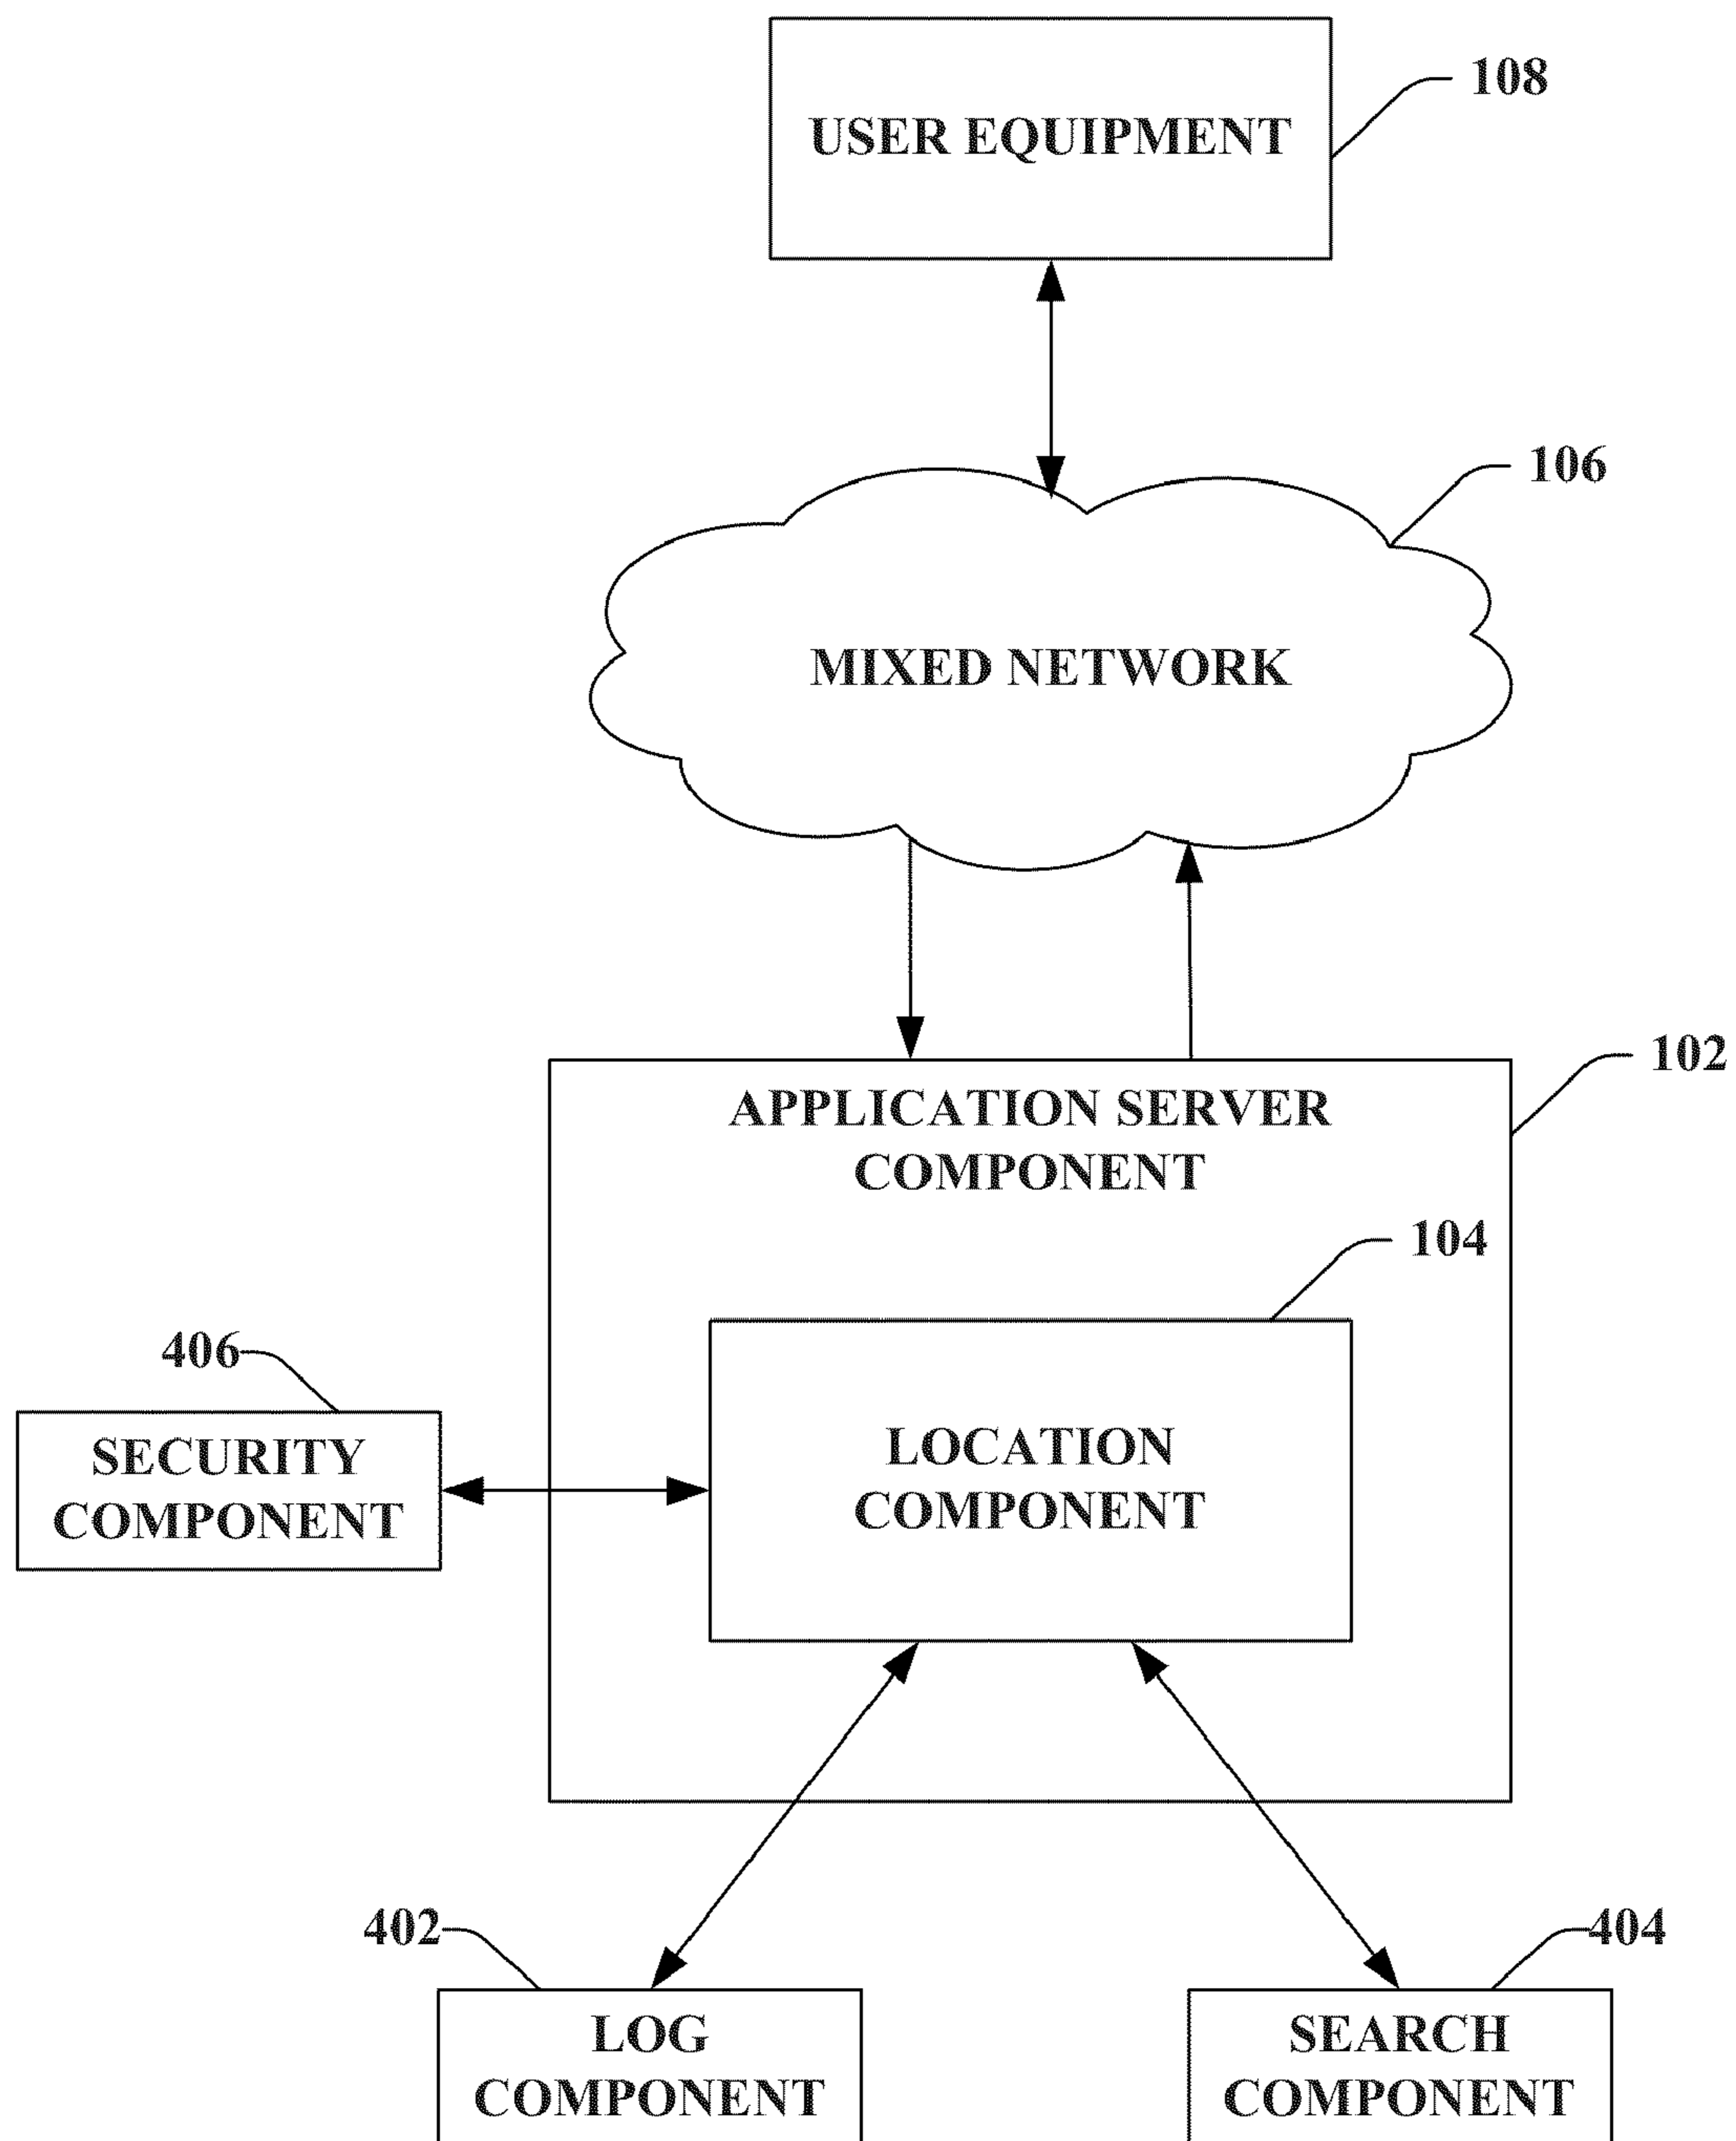 108
USER EQUIPMENT
106
MIXED NETWORK
102
APPLICATION SERVER
COMPONENT
104
406
SECURITY
COMPONENT
LOCATION
COMPONENT
402
404
LOG
COMPONENT
SEARCH
COMPONENT